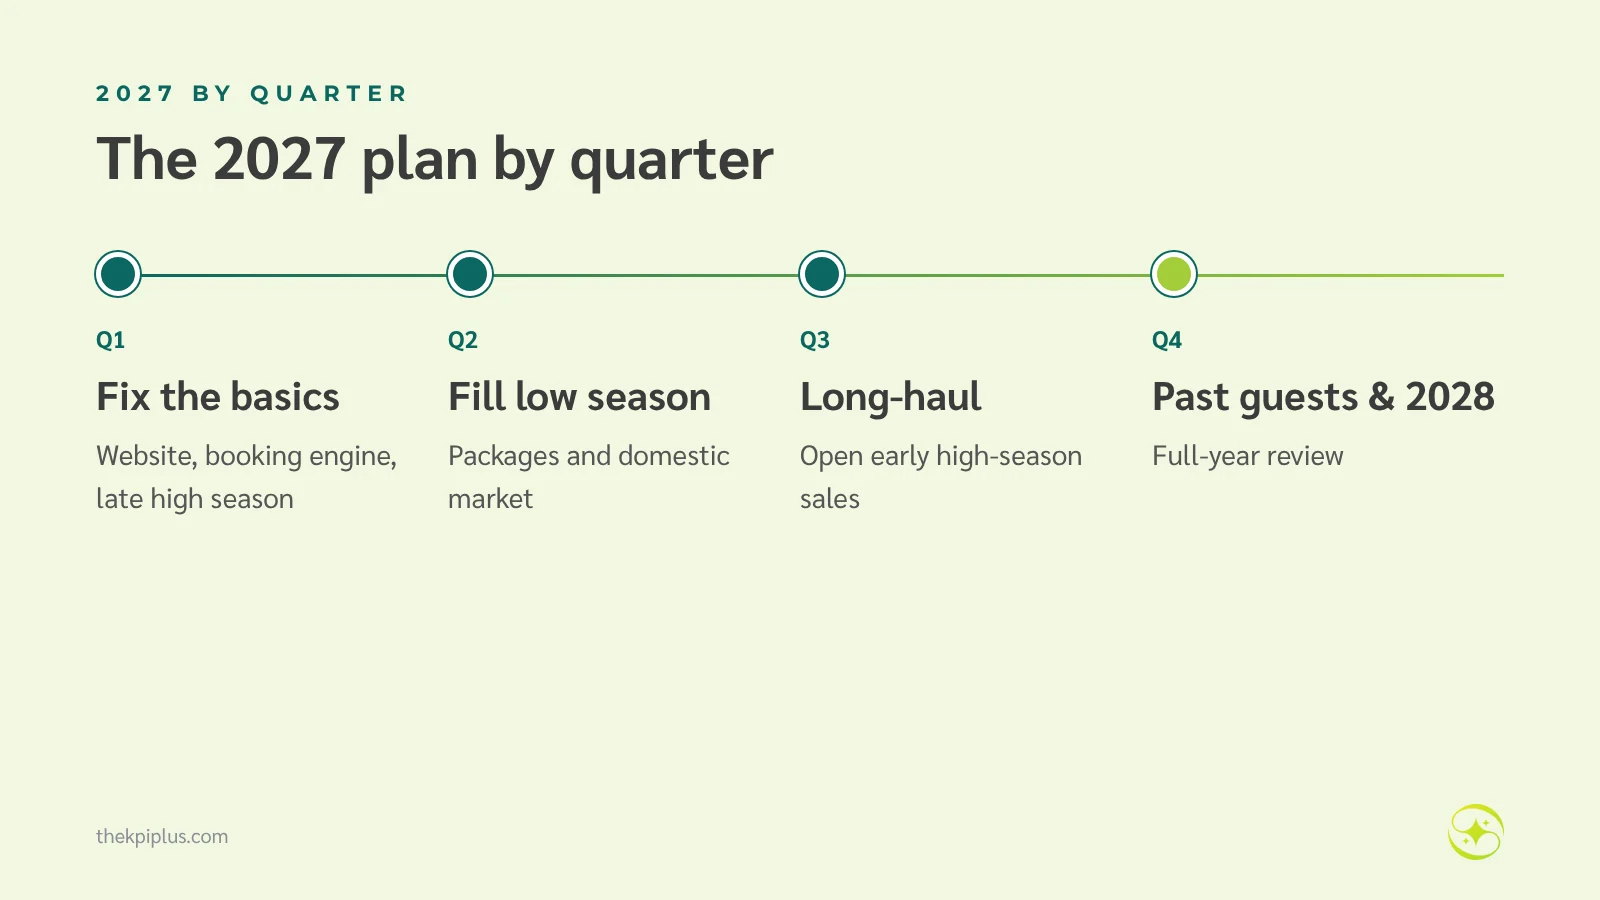 2027 BY QUARTER
The 2027 plan by quarter
Q1
Fix the basics
Website, booking engine,
late high season
Q2
Fill low season
Packages and domestic
market
Q3
Long-haul
Open early high-season
sales
Q4
Past guests & 2028
Full-year review
thekpiplus.com